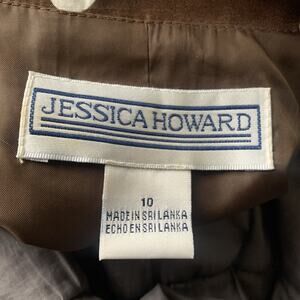 JESSICA HOWARD
10
MADE IN SRI LANKA
ECHO EN SRI LANKA